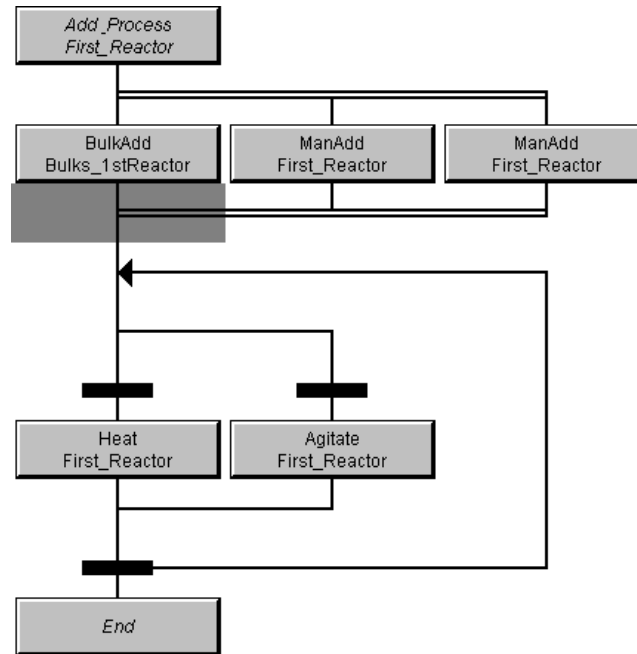 Add_Process
First_Reactor
BulkAdd
Bulks_1stReactor
ManAdd
First_Reactor
ManAdd
First_Reactor
Heat
First_Reactor
Agitate
First_Reactor
End